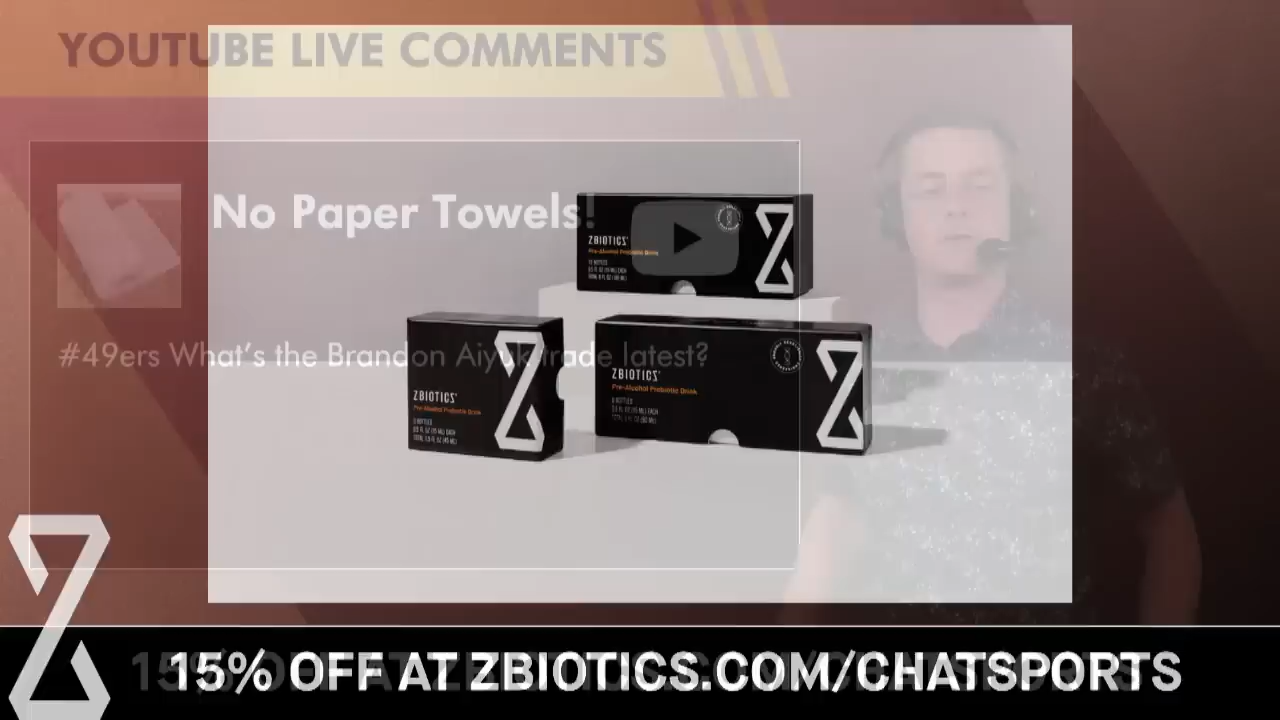 YOUTUBE LIVE COMMENTS
No Paper Towels!
#49ers What's the Brandon Aiyuk trade latest?
ZBIOTICS
Pre-Alcohol Probiotic Drink
ZBIOTICS
Pre-Alcohol Probiotic Drink
ZBIOTICS
Pre-Alcohol Probiotic Drink
15% OFF AT ZBIOTICS.COM/CHATSPORTS